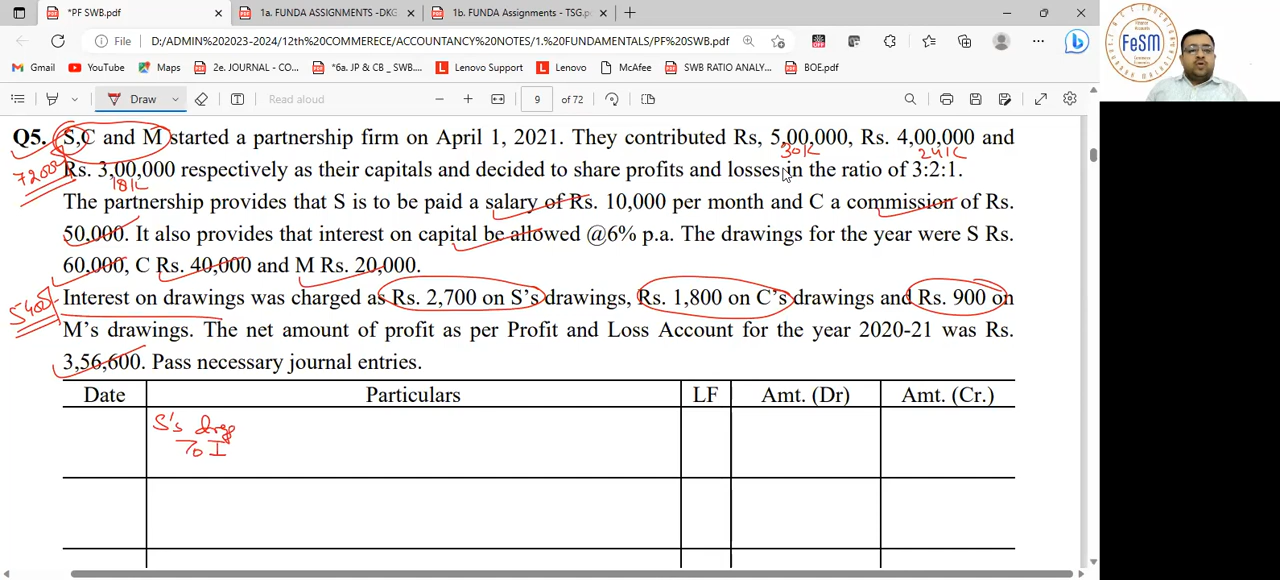 *PF SWB.pdf
1a. FUNDA ASSIGNMENTS -DKG
1b. FUNDA Assignments - TSG.p
File
D:/ADMIN%202023-2024/12th%20COMMERECE/ACCOUNTANCY%20NOTES/1.%20FUNDAMENTALS/PF%20SWB.pdf
OFF
Gmail
YouTube
Maps
2e. JOURNAL - CO...
*6a. JP & C B _ SWB....
Lenovo Support
Lenovo
McAfee
SWB RATIO ANALY...
BOE.pdf
FeSM
Draw
Read aloud
9
of 72
Q5. S,C and M started a partnership firm on April 1, 2021. They contributed Rs, 5,00,000, Rs. 4,00,000 and
30K 24K
7200
Rs. 3,00,000 respectively as their capitals and decided to share profits and losses in the ratio of 3:2:1.
18K
The partnership provides that S is to be paid a salary of Rs. 10,000 per month and C a commission of Rs.
50,000. It also provides that interest on capital be allowed @6% p.a. The drawings for the year were S Rs.
60,000, C Rs. 40,000 and M Rs. 20,000.
5400
Interest on drawings was charged as Rs. 2,700 on S's drawings, Rs. 1,800 on C's drawings and Rs. 900 on
M's drawings. The net amount of profit as per Profit and Loss Account for the year 2020-21 was Rs.
3,56,600. Pass necessary journal entries.
Date Particulars LF Amt. (Dr) Amt. (Cr.)
S's
To I